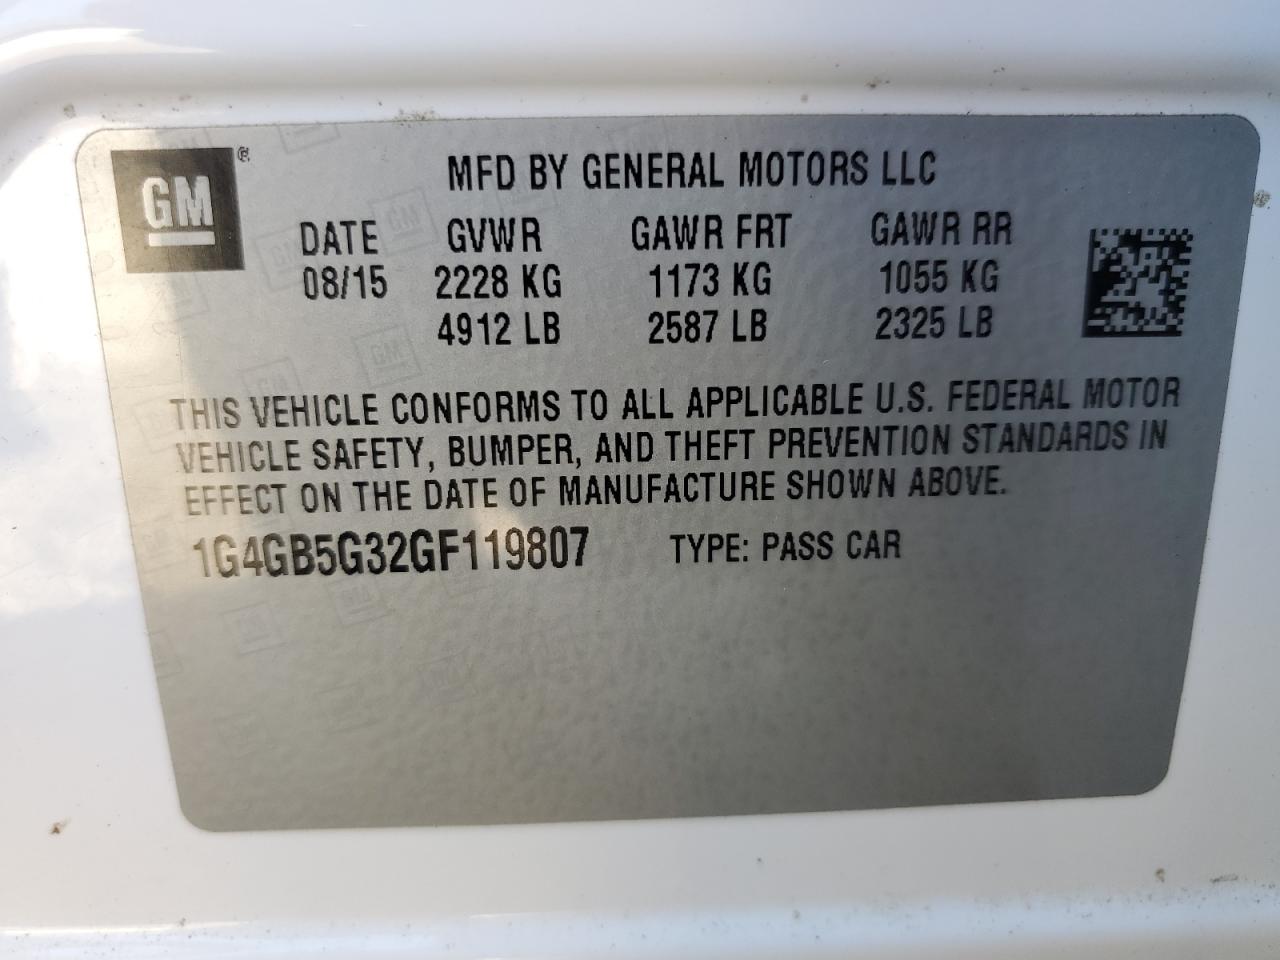 GM ®
MFD BY GENERAL MOTORS LLC
DATE GVWR GAWR FRT GAWR RR
08/15 2228 KG 1173 KG 1055 KG
4912 LB 2587 LB 2325 LB
THIS VEHICLE CONFORMS TO ALL APPLICABLE U.S. FEDERAL MOTOR
VEHICLE SAFETY, BUMPER, AND THEFT PREVENTION STANDARDS IN
EFFECT ON THE DATE OF MANUFACTURE SHOWN ABOVE.
1G4GB5G32GF119807 TYPE: PASS CAR